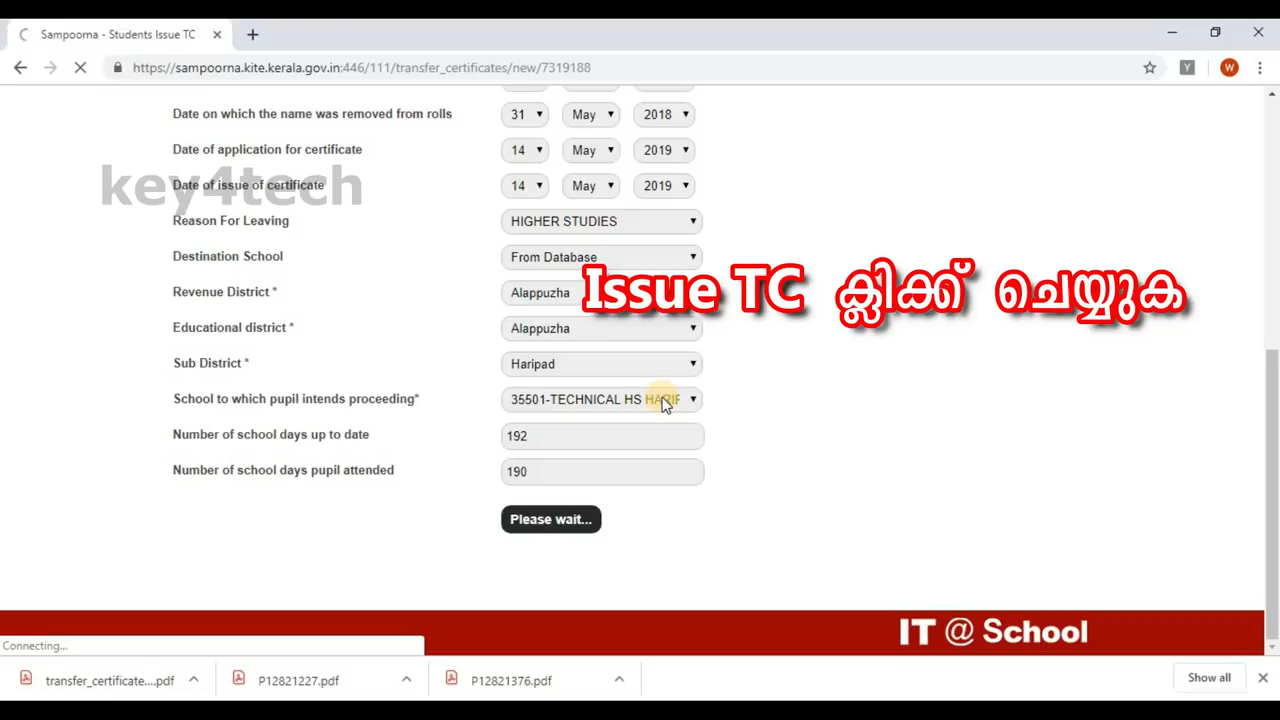 Sampoorna - Students Issue TC
https://sampoorna.kite.kerala.gov.in:446/111/transfer_certificates/new/7319188
Date on which the name was removed from rolls 31 May 2018
Date of application for certificate 14 May 2019
key4tech
Date of issue of certificate 14 May 2019
Reason For Leaving HIGHER STUDIES
Destination School From Database
Issue TC ക്ലിക്ക് ചെയ്യുക
Revenue District * Alappuzha
Educational district * Alappuzha
Sub District * Haripad
School to which pupil intends proceeding* 35501-TECHNICAL HS HARIP
Number of school days up to date 192
Number of school days pupil attended 190
Please wait...
IT @ School
Connecting...
transfer_certificate....pdf P12821227.pdf P12821376.pdf Show all